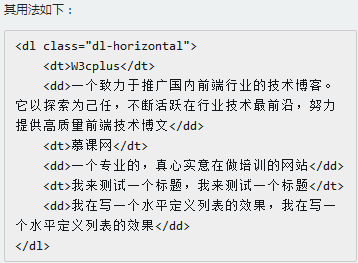 其用法如下：
<dl class="dl-horizontal">
    <dt>W3cplus</dt>
    <dd>一个致力于推广国内前端行业的技术博客。
它以探索为己任，不断活跃在行业技术最前沿，努力
提供高质量前端技术博文</dd>
    <dt>慕课网</dt>
    <dd>一个专业的，真心实意在做培训的网站</dd>
    <dt>我来测试一个标题，我来测试一个标题</dt>
    <dd>我在写一个水平定义列表的效果，我在写一
个水平定义列表的效果</dd>
</dl>